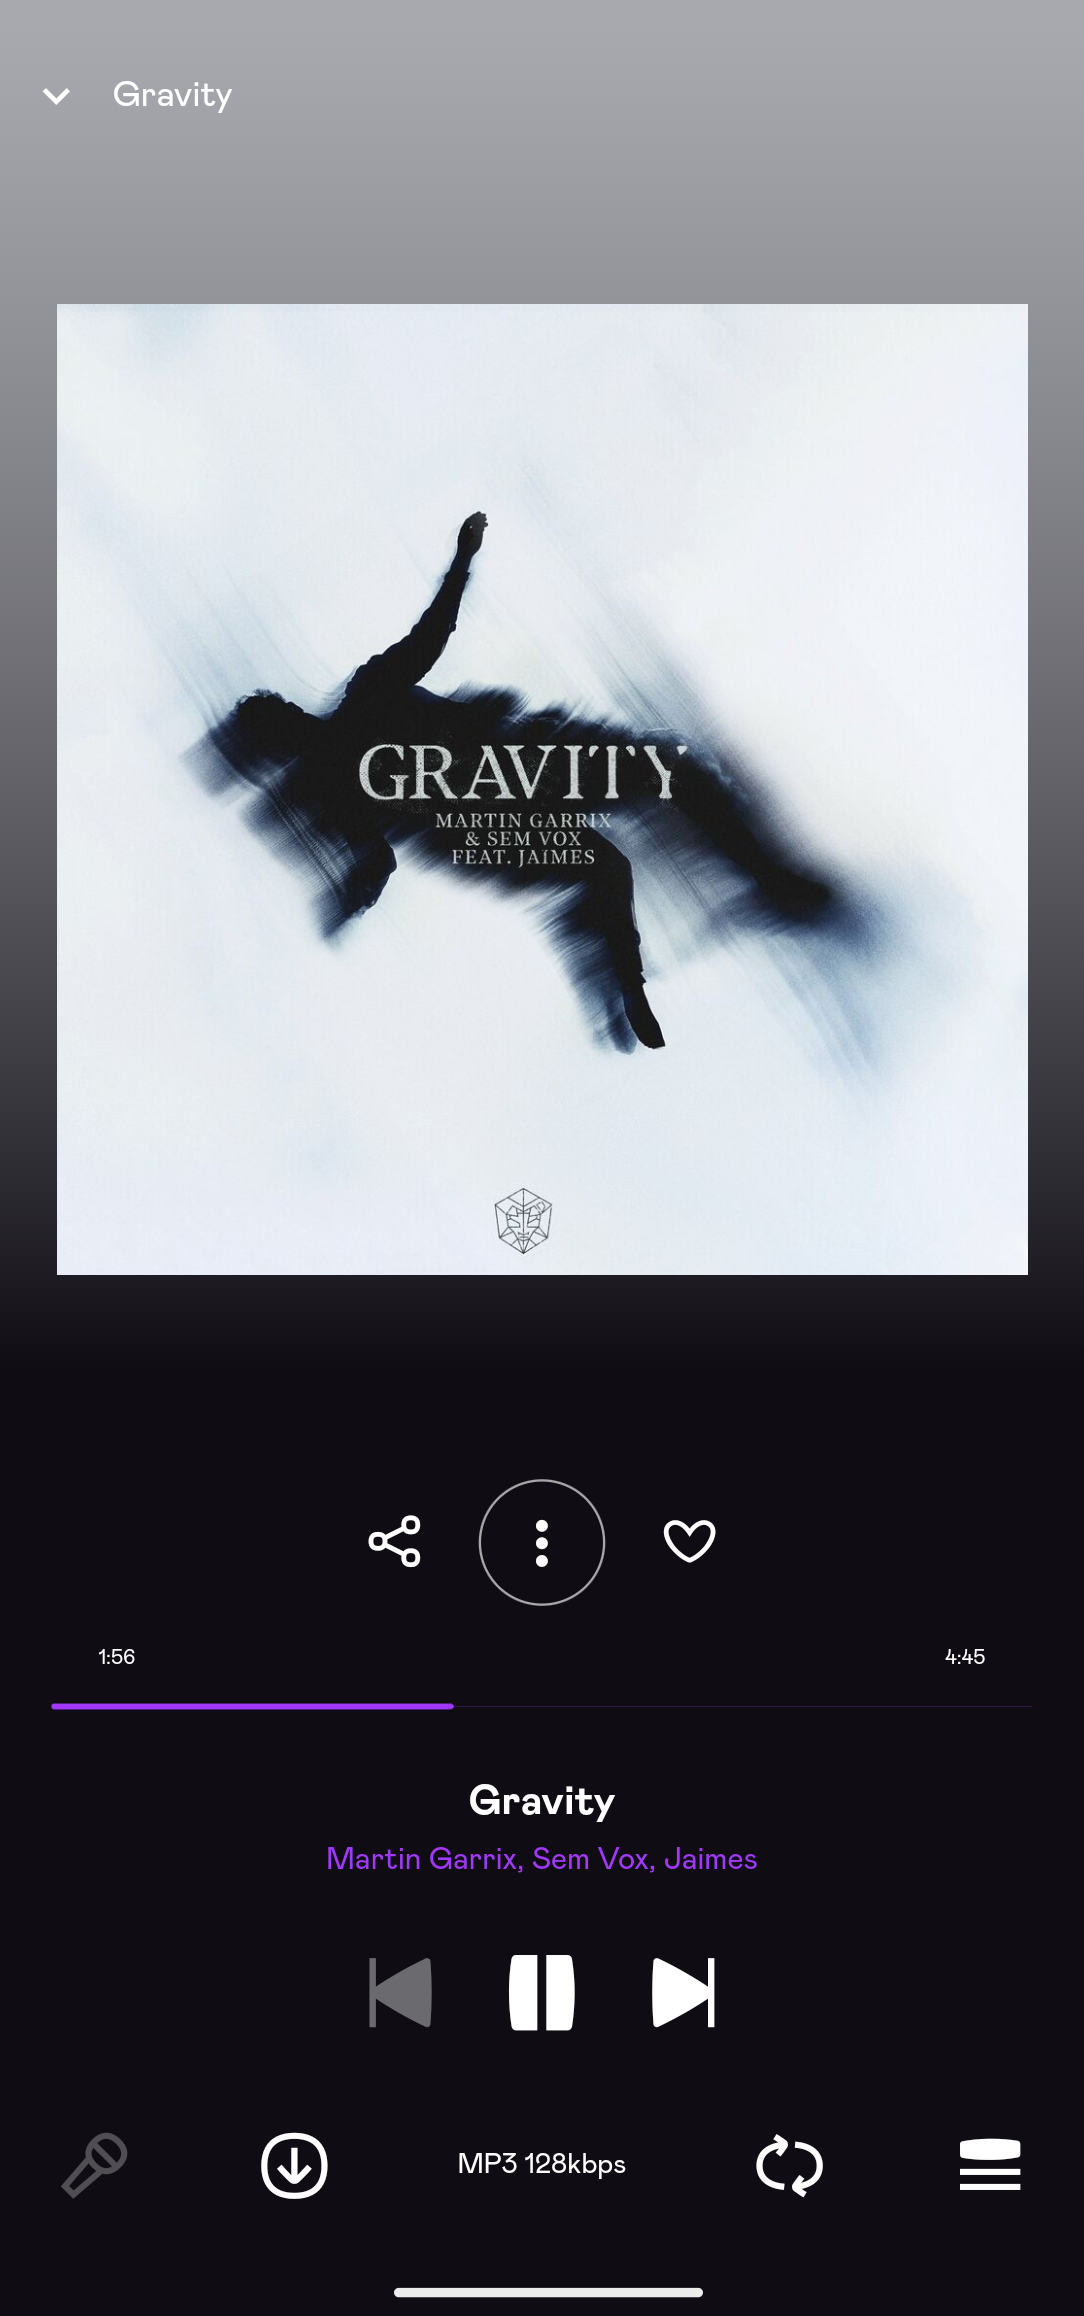 Gravity
GRAVITY
MARTIN GARRIX
& SEM VOX
FEAT. JAIMES
1:56
4:45
Gravity
Martin Garrix, Sem Vox, Jaimes
MP3 128kbps